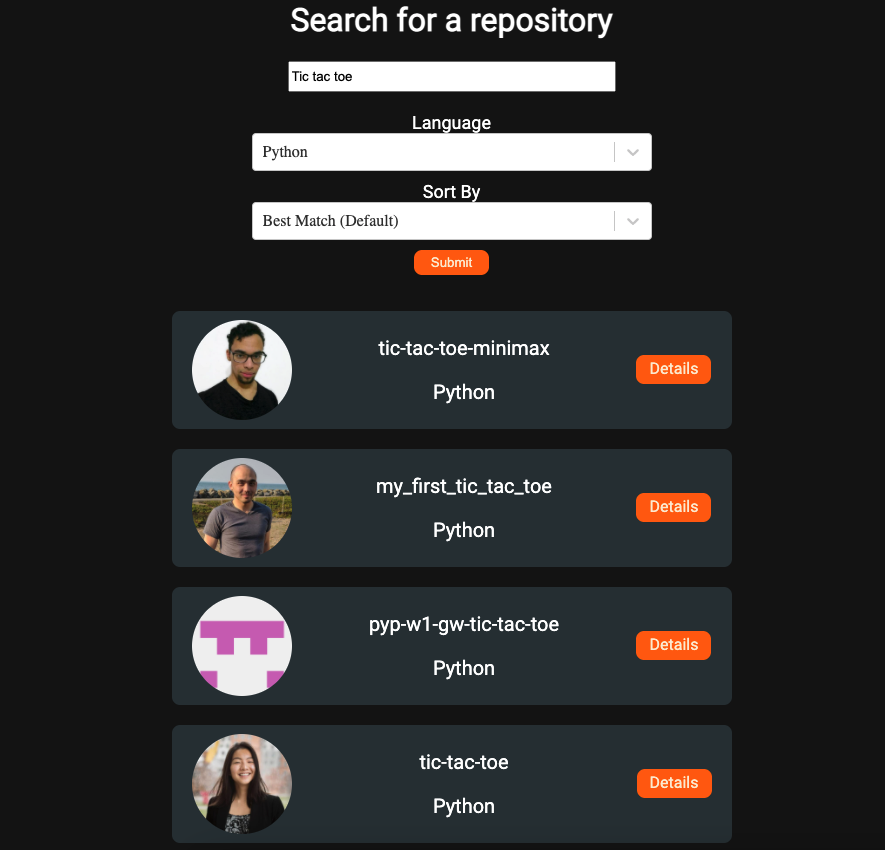 Search for a repository
Tic tac toe
Language
Python
Sort By
Best Match (Default)
Submit
tic-tac-toe-minimax
Python
Details
my_first_tic_tac_toe
Python
Details
pyp-w1-gw-tic-tac-toe
Python
Details
tic-tac-toe
Python
Details